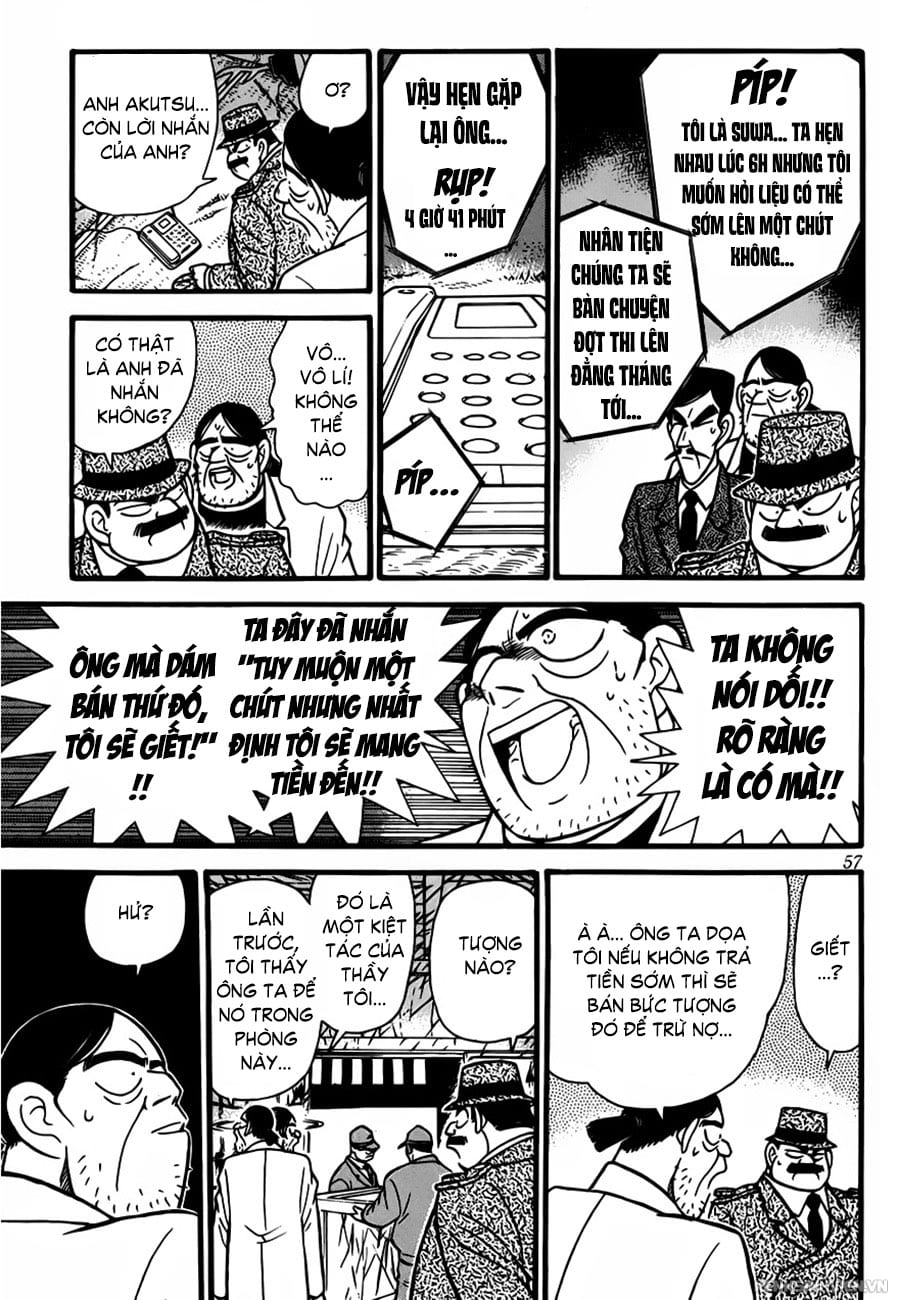 PÍP!
TÔI LÀ SUWA... TA HẸN
NHAU LÚC 6H NHƯNG TÔI
MUỐN HỎI LIỆU CÓ THỂ
SỚM LÊN MỘT CHÚT
KHÔNG...
NHÂN TIỆN
CHÚNG TA SẼ
BÀN CHUYỆN
ĐỢT THI LÊN
ĐẲNG THÁNG
TỚI...
VẬY HẸN GẶP
LẠI ÔNG...
RỤP!
4 GIỜ 41 PHÚT
...
PÍP...
Ơ?
ANH AKUTSU...
CÒN LỜI NHẮN
CỦA ANH?
VÔ...
VÔ LÍ!
KHÔNG
THỂ
NÀO
...
CÓ THẬT
LÀ ANH ĐÃ
NHẮN
KHÔNG?
TA KHÔNG
NÓI DỐI!!
RÕ RÀNG
LÀ CÓ MÀ!!
TA ĐÂY ĐÃ NHẮN
"TUY MUỘN MỘT
CHÚT NHƯNG NHẤT
ĐỊNH TÔI SẼ MANG
TIỀN ĐẾN!!
ÔNG MÀ DÁM
BÁN THỨ ĐÓ,
TÔI SẼ GIẾT!"
!!
57
GIẾT
...?
À À... ÔNG TA DỌA
TÔI NẾU KHÔNG TRẢ
TIỀN SỚM THÌ SẼ
BÁN BỨC TƯỢNG
ĐÓ ĐỂ TRỪ NỢ...
TƯỢNG
NÀO?
ĐÓ LÀ
MỘT KIỆT
TÁC CỦA
THẦY
TÔI...
LẦN
TRƯỚC,
TÔI THẤY
ÔNG TA ĐỂ
NÓ TRONG
PHÒNG
NÀY...
HỬ?